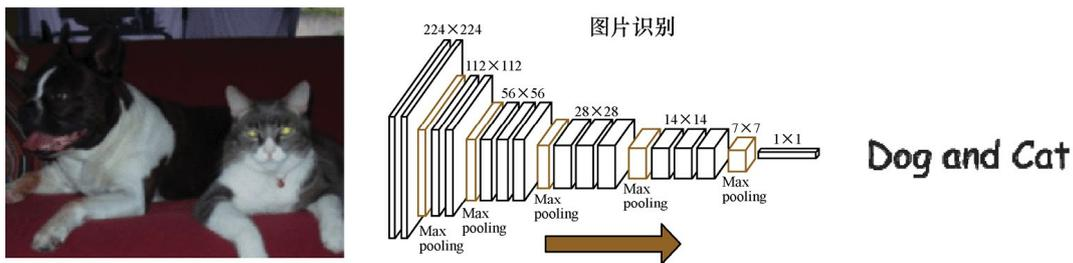 图片识别
224×224
112×112
56×56
28×28
14×14
7×7
1×1
Max
pooling
Max
pooling
Max
pooling
Max
pooling
Max
pooling
Dog and Cat